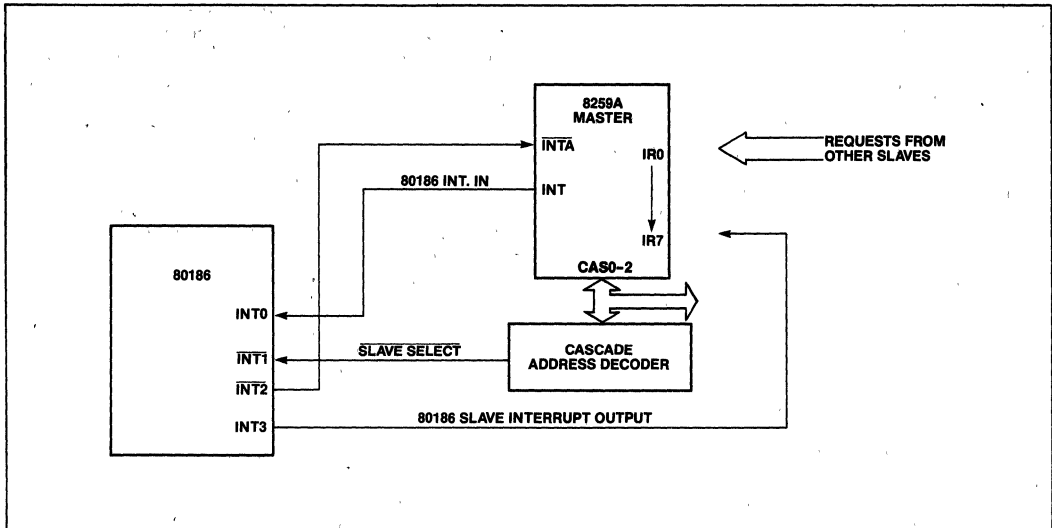 8259A
MASTER
INTA
IR0
REQUESTS FROM
OTHER SLAVES
80186 INT. IN
INT
IR7
80186
CAS0-2
INT0
SLAVE SELECT
CASCADE
ADDRESS DECODER
INT1
INT2
80186 SLAVE INTERRUPT OUTPUT
INT3